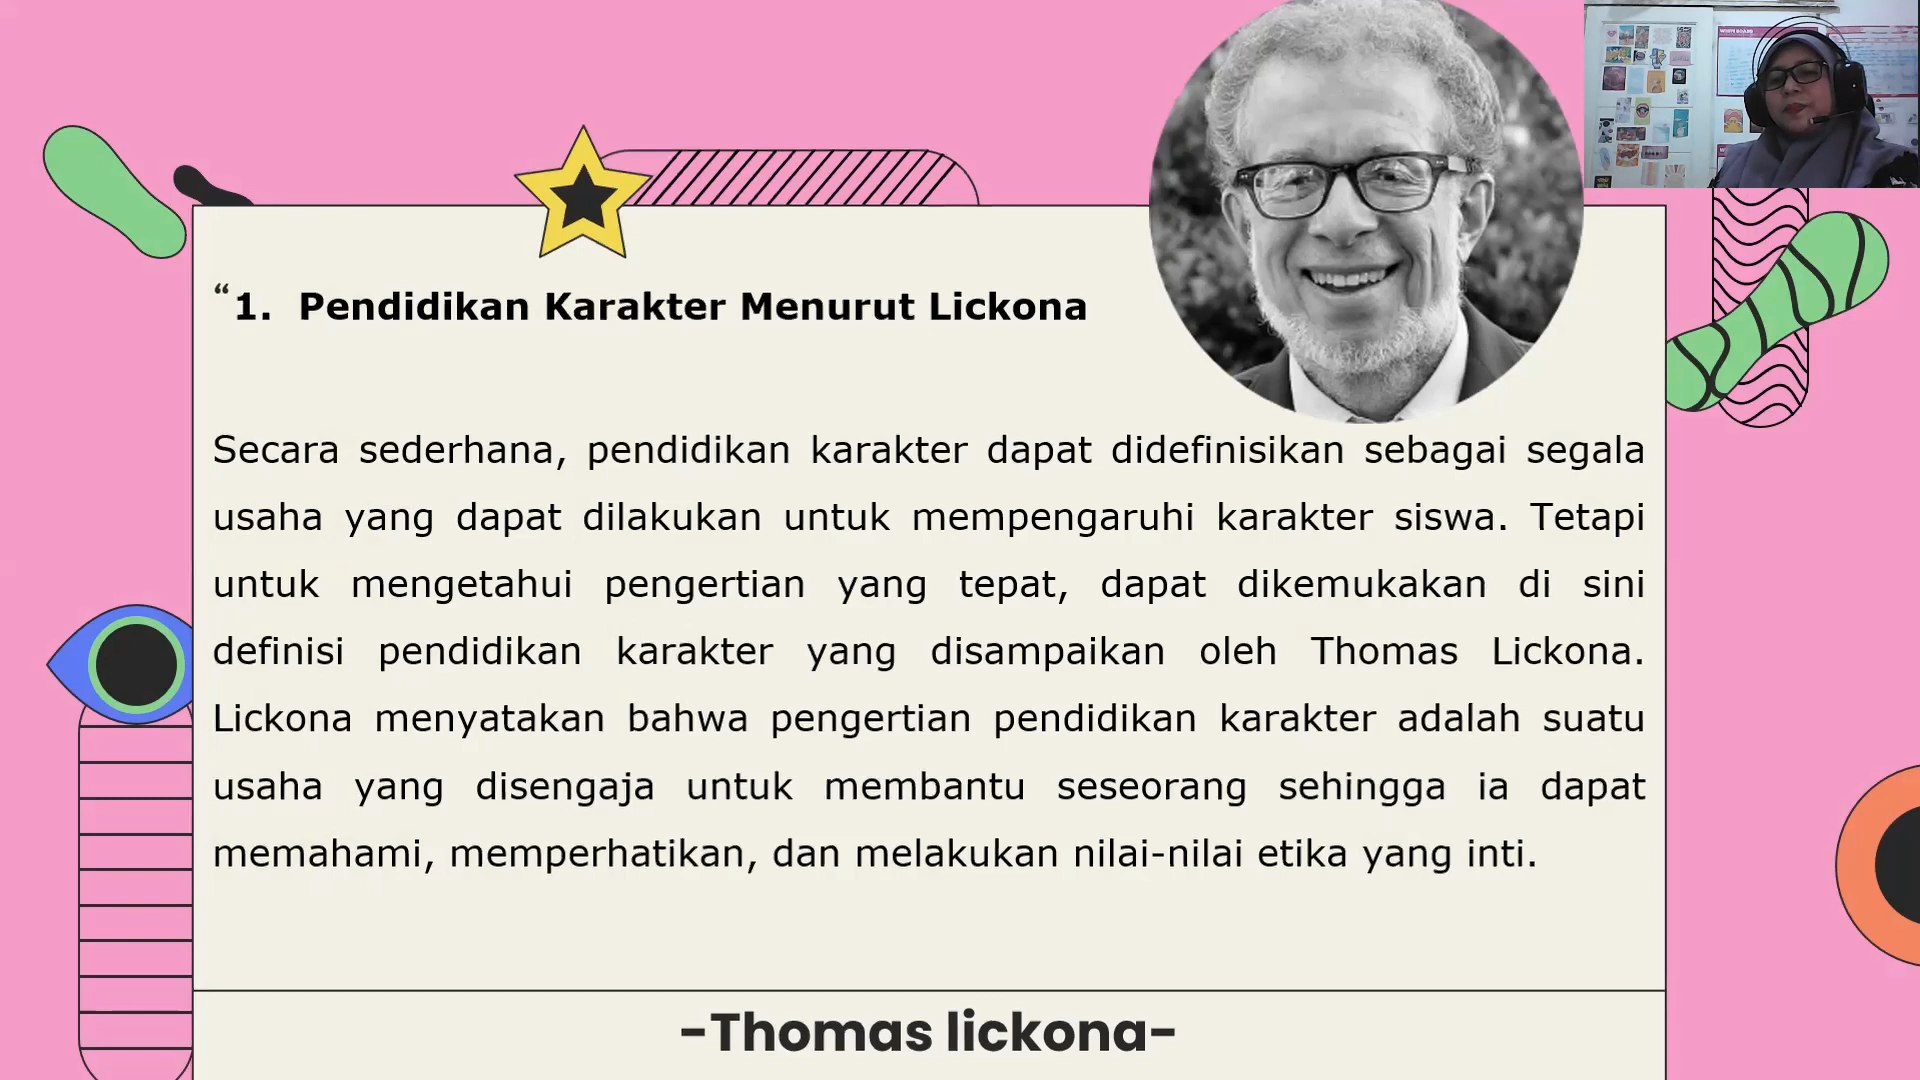 “1. Pendidikan Karakter Menurut Lickona
Secara sederhana, pendidikan karakter dapat didefinisikan sebagai segala
usaha yang dapat dilakukan untuk mempengaruhi karakter siswa. Tetapi
untuk mengetahui pengertian yang tepat, dapat dikemukakan di sini
definisi pendidikan karakter yang disampaikan oleh Thomas Lickona.
Lickona menyatakan bahwa pengertian pendidikan karakter adalah suatu
usaha yang disengaja untuk membantu seseorang sehingga ia dapat
memahami, memperhatikan, dan melakukan nilai-nilai etika yang inti.
-Thomas lickona-